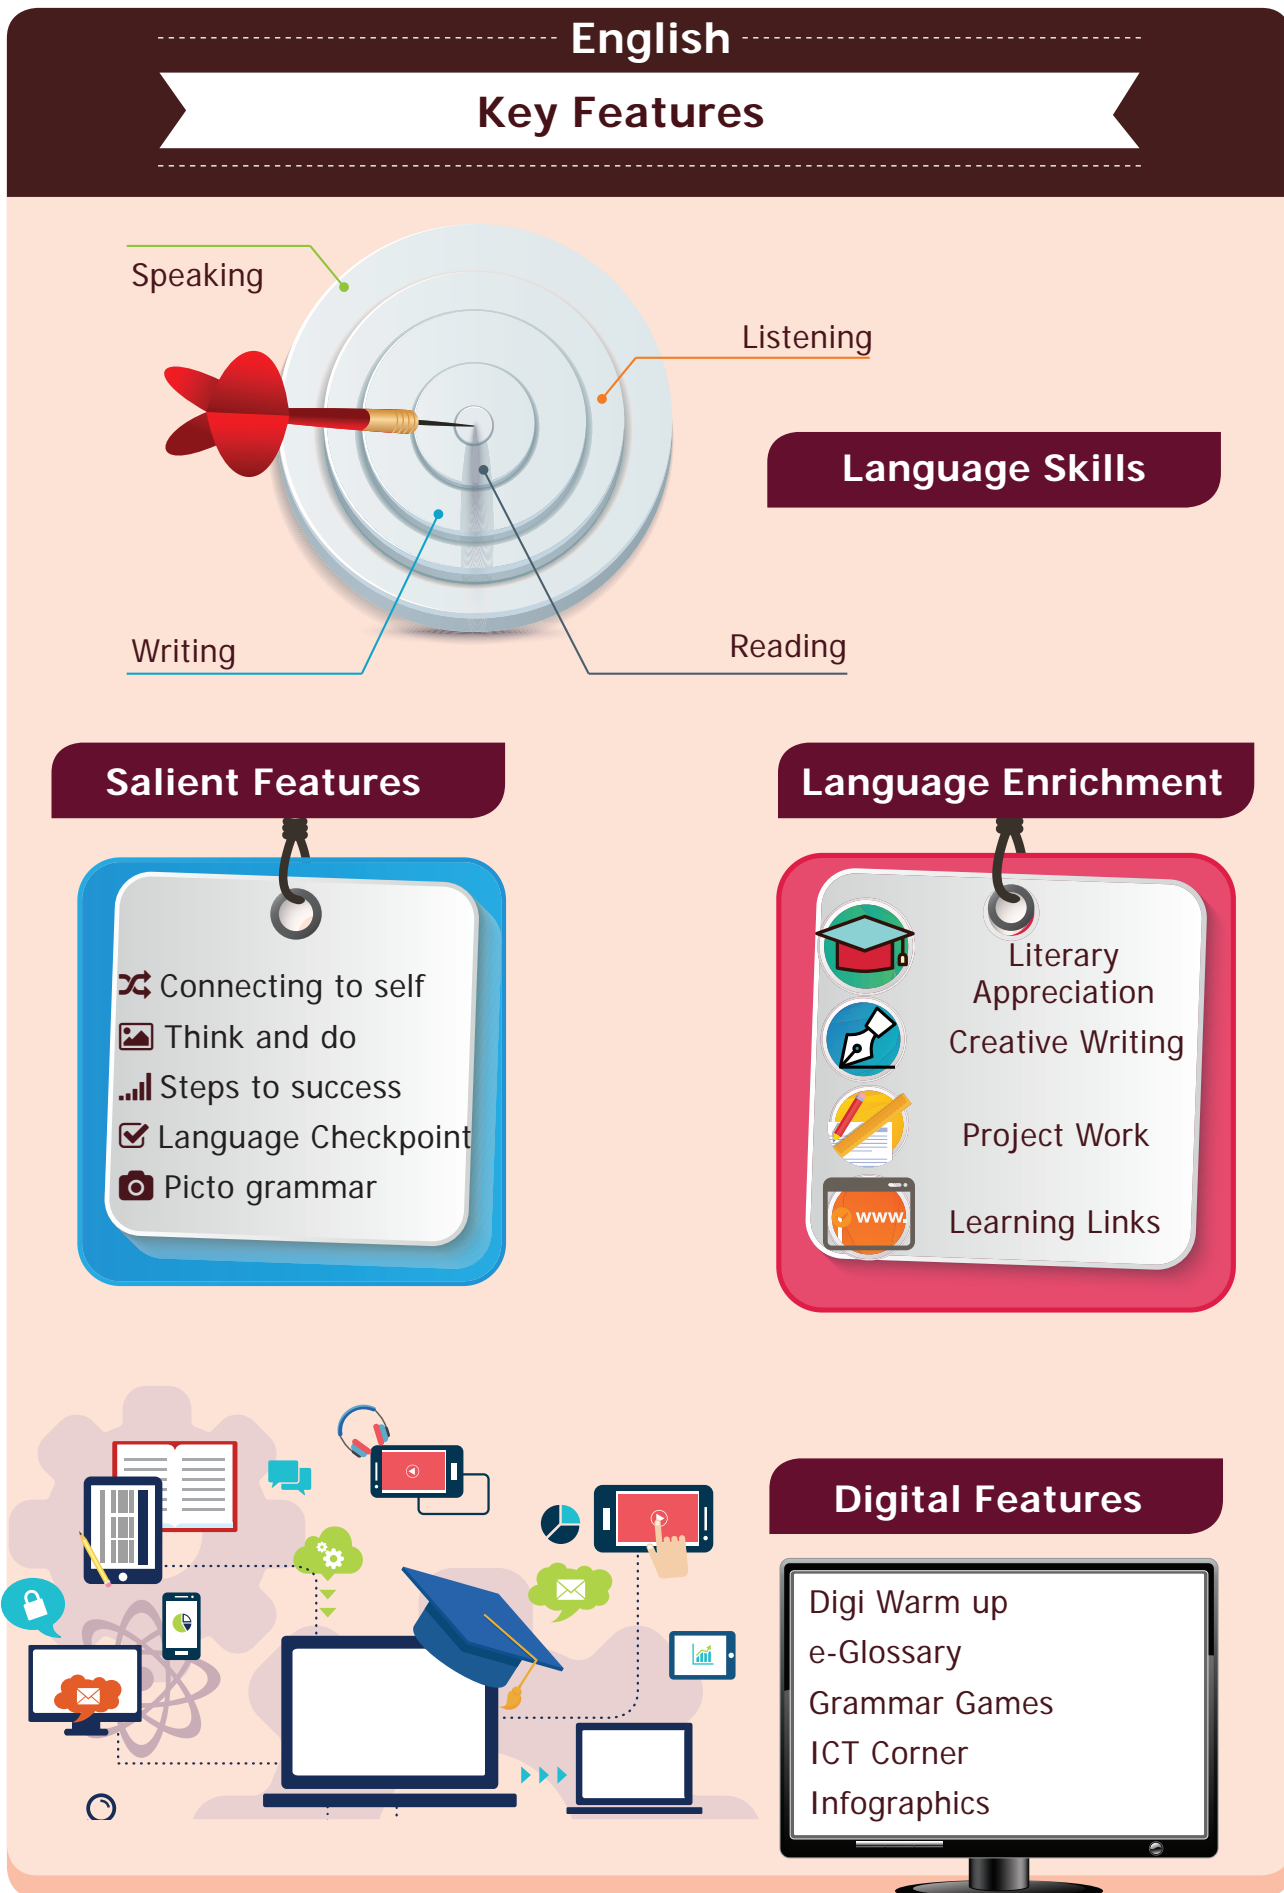 English
Key Features
Speaking
Listening
Language Skills
Writing
Reading
Salient Features
Connecting to self
Think and do
Steps to success
Language Checkpoint
Picto grammar
Language Enrichment
Literary
Appreciation
Creative Writing
Project Work
www.
Learning Links
Digital Features
Digi Warm up
e-Glossary
Grammar Games
ICT Corner
Infographics